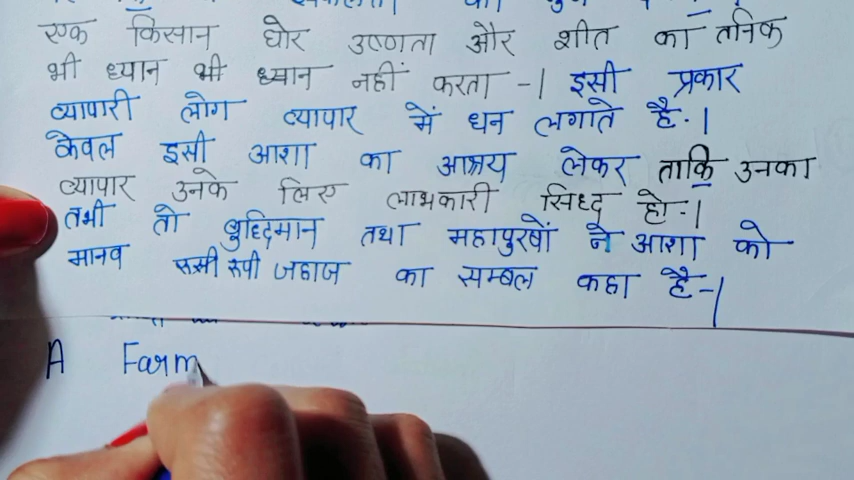 एक किसान घोर उष्णता और शीत का तनिक
भी ध्यान भी ध्यान नहीं करता -। इसी प्रकार
व्यापारी लोग व्यापार में धन लगाते है-।
केवल इसी आशा का आश्रय लेकर ताकि उनका
व्यापार उनके लिए लाभकारी सिध्द हो-।
तभी तो बुध्दिमान तथा महापुरषों ने आशा को
मानव रूपी जहाज का सम्बल कहा है-।
A Farm